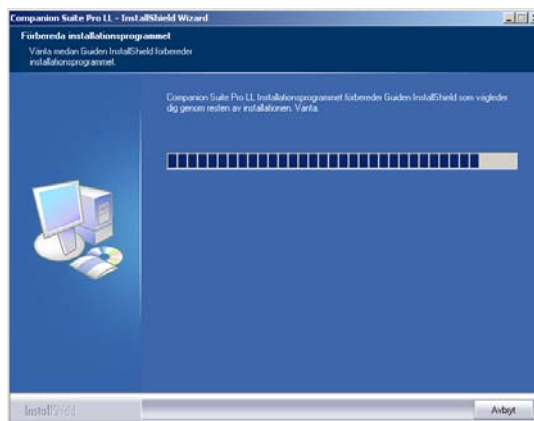 Companion Suite Pro LL - InstallShield Wizard
Förbereda installationsprogrammet
Vänta medan Guiden InstallShield förbereder
installationsprogrammet.
Companion Suite Pro LL Installationsprogrammet förbereder Guiden InstallShield som vägleder
dig genom resten av installationen. Vänta.
InstallShield
Avbryt